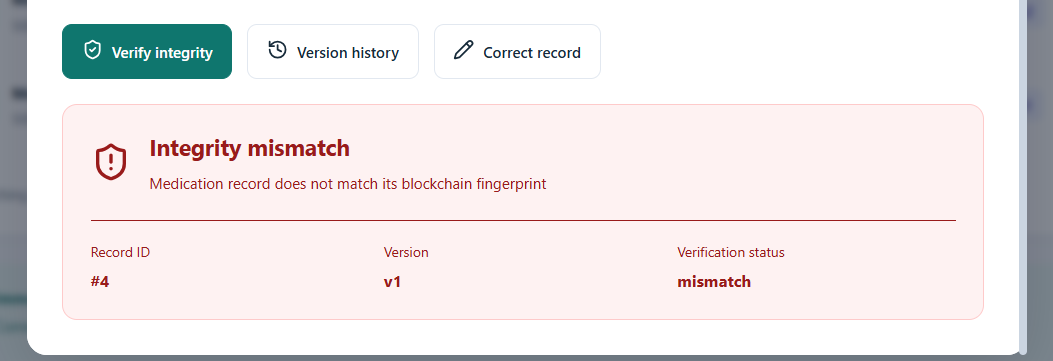 Verify integrity
Version history
Correct record
Integrity mismatch
Medication record does not match its blockchain fingerprint
Record ID
Version
Verification status
#4
v1
mismatch